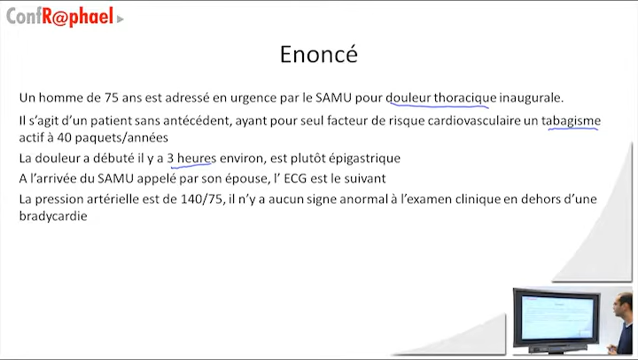 ConfR@phael
Enoncé
Un homme de 75 ans est adressé en urgence par le SAMU pour douleur thoracique inaugurale.
Il s'agit d'un patient sans antécédent, ayant pour seul facteur de risque cardiovasculaire un tabagisme
actif à 40 paquets/années
La douleur a débuté il y a 3 heures environ, est plutôt épigastrique
A l'arrivée du SAMU appelé par son épouse, l' ECG est le suivant
La pression artérielle est de 140/75, il n'y a aucun signe anormal à l'examen clinique en dehors d'une
bradycardie